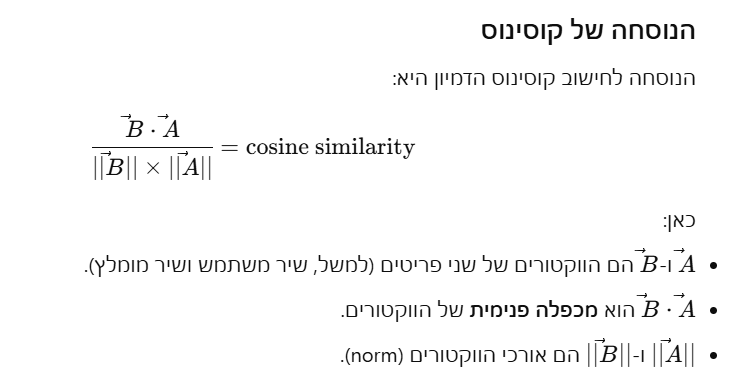 הנוסחה של קוסינוס
הנוסחה לחישוב קוסינוס הדמיון היא:
$\frac{\vec{B} \cdot \vec{A}}{||\vec{B}|| \times ||\vec{A}||} = \text{cosine similarity}$
כאן:
• $\vec{A}$ ו-$\vec{B}$ הם הווקטורים של שני פריטים (למשל, שיר משתמש ושיר מומלץ).
• $\vec{B} \cdot \vec{A}$ הוא מכפלה פנימית של הווקטורים.
• $||\vec{A}||$ ו-$||\vec{B}||$ הם אורכי הווקטורים (norm).